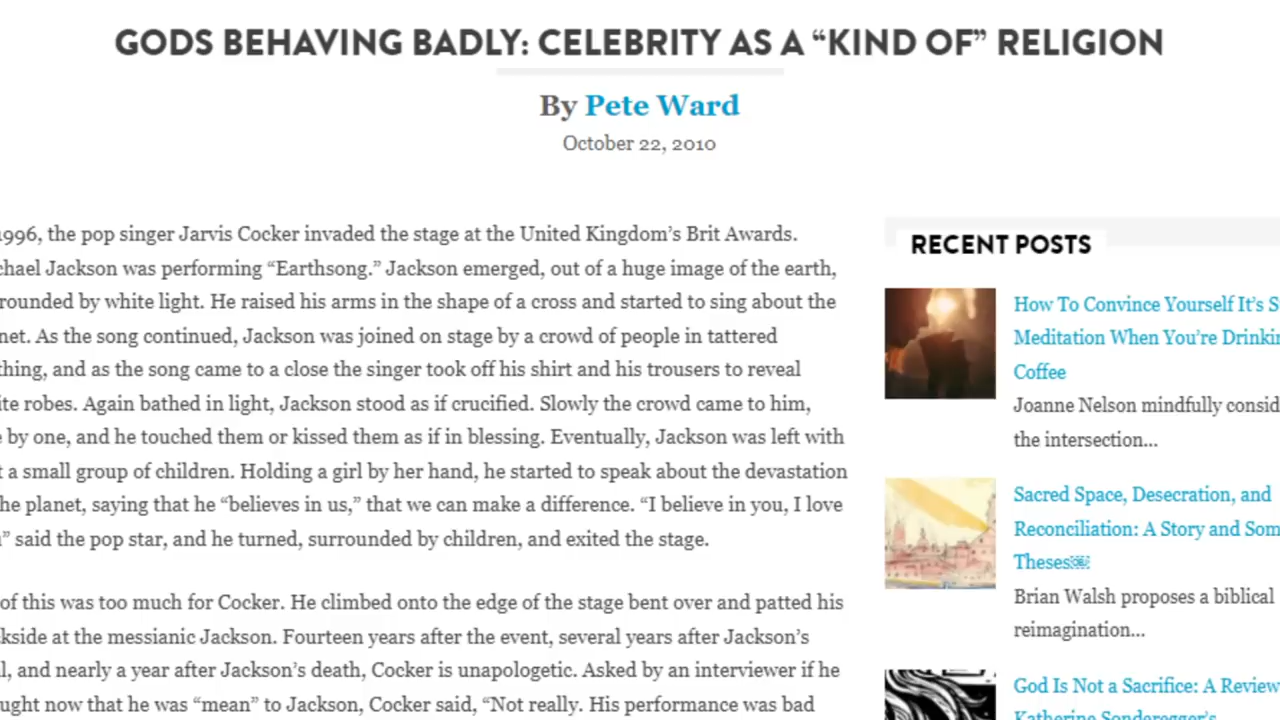 GODS BEHAVING BADLY: CELEBRITY AS A “KIND OF” RELIGION
By Pete Ward
October 22, 2010
1996, the pop singer Jarvis Cocker invaded the stage at the United Kingdom’s Brit Awards.
chael Jackson was performing “Earthsong.” Jackson emerged, out of a huge image of the earth,
rounded by white light. He raised his arms in the shape of a cross and started to sing about the
net. As the song continued, Jackson was joined on stage by a crowd of people in tattered
thing, and as the song came to a close the singer took off his shirt and his trousers to reveal
ite robes. Again bathed in light, Jackson stood as if crucified. Slowly the crowd came to him,
by one, and he touched them or kissed them as if in blessing. Eventually, Jackson was left with
t a small group of children. Holding a girl by her hand, he started to speak about the devastation
he planet, saying that he “believes in us,” that we can make a difference. “I believe in you, I love
” said the pop star, and he turned, surrounded by children, and exited the stage.
of this was too much for Cocker. He climbed onto the edge of the stage bent over and patted his
kside at the messianic Jackson. Fourteen years after the event, several years after Jackson’s
l, and nearly a year after Jackson’s death, Cocker is unapologetic. Asked by an interviewer if he
ught now that he was “mean” to Jackson, Cocker said, “Not really. His performance was bad
RECENT POSTS
How To Convince Yourself It’s S
Meditation When You’re Drinkin
Coffee
Joanne Nelson mindfully consid
the intersection...
Sacred Space, Desecration, and
Reconciliation: A Story and Som
Theses
Brian Walsh proposes a biblical
reimagination...
God Is Not a Sacrifice: A Review
Katherine Sonderegger’s